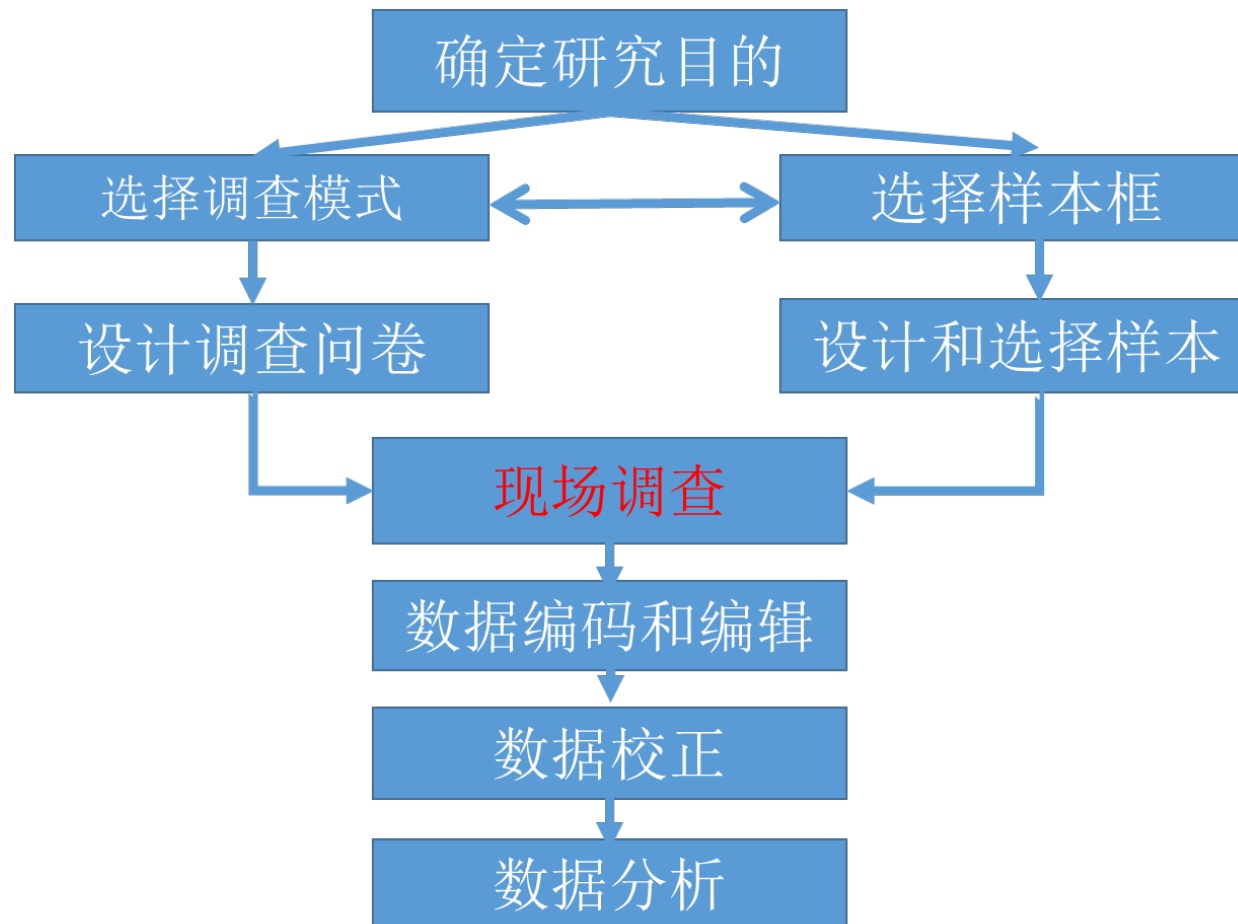 确定研究目的
选择调查模式
选择样本框
设计调查问卷
设计和选择样本
现场调查
数据编码和编辑
数据校正
数据分析